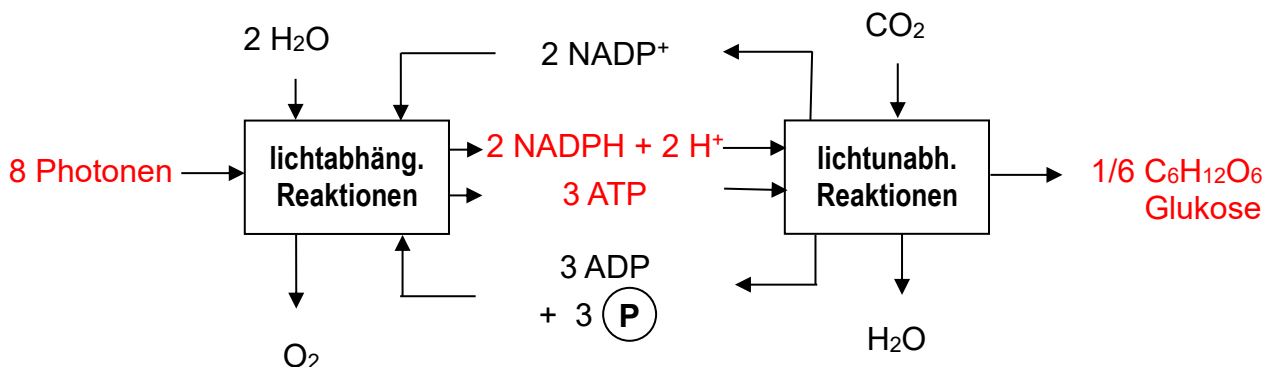 2 H₂O
2 NADP⁺
CO₂
8 Photonen
lichtabhäng.
Reaktionen
2 NADPH + 2 H⁺
3 ATP
lichtunabh.
Reaktionen
1/6 C₆H₁₂O₆
Glukose
3 ADP
+ 3 P
O₂
H₂O